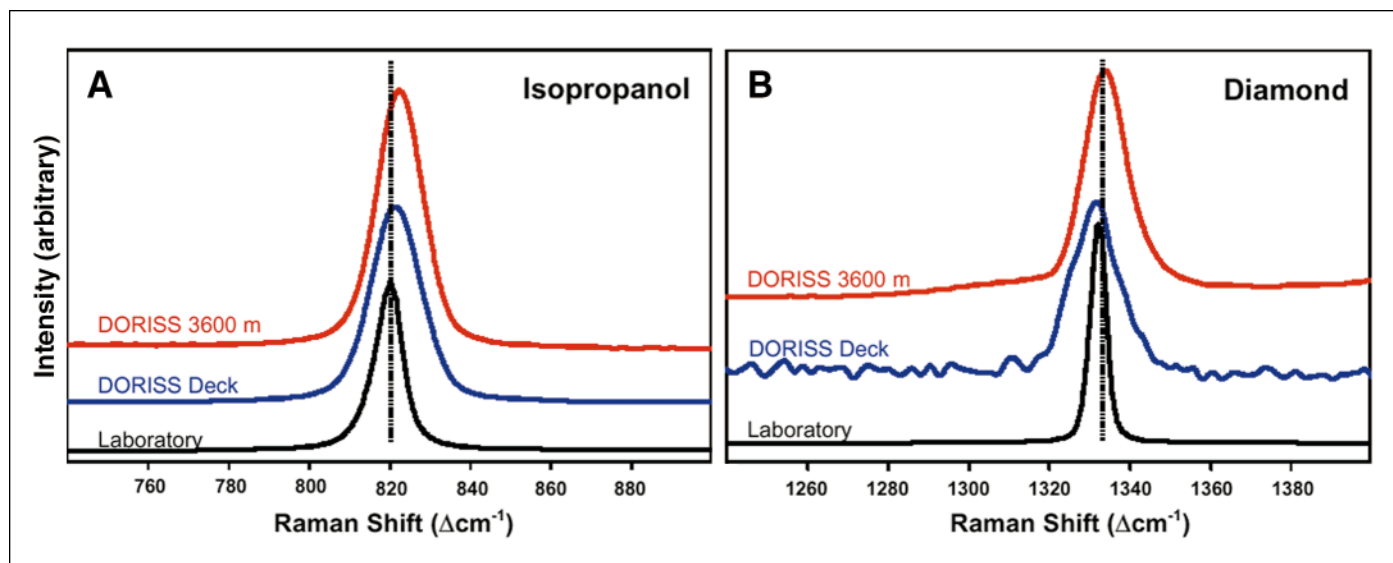 A
Isopropanol
Intensity (arbitrary)
DORISS 3600 m
DORISS Deck
Laboratory
760 780 800 820 840 860 880
Raman Shift (Δcm⁻¹)
B
Diamond
DORISS 3600 m
DORISS Deck
Laboratory
1260 1280 1300 1320 1340 1360 1380
Raman Shift (Δcm⁻¹)